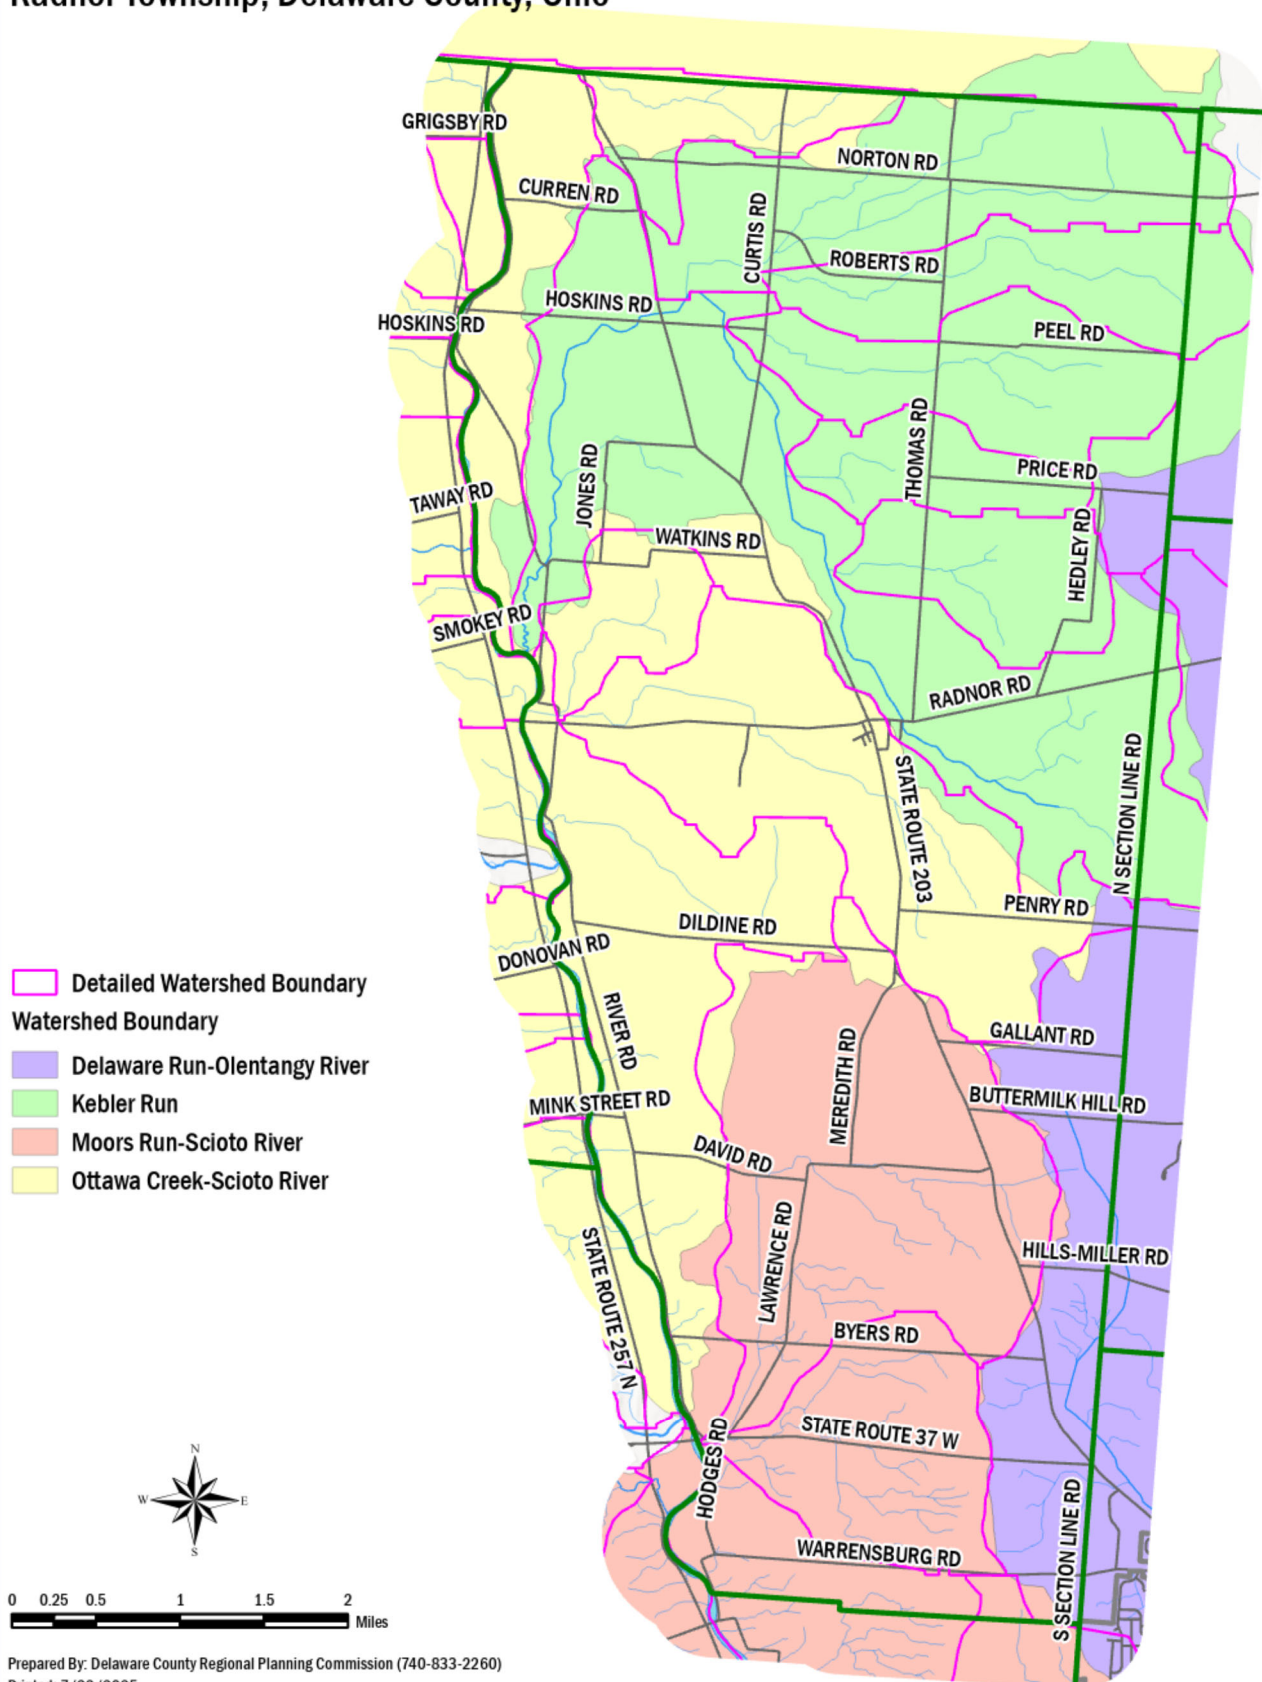 Radnor Township, Delaware County, Ohio
GRIGSBY RD
NORTON RD
CURREN RD
CURTIS RD
ROBERTS RD
HOSKINS RD
HOSKINS RD
PEEL RD
THOMAS RD
JONES RD
PRICE RD
TAWAY RD
HEDLEY RD
WATKINS RD
SMOKEY RD
RADNOR RD
N SECTION LINE RD
STATE ROUTE 203
PENRY RD
DILDINE RD
DONOVAN RD
RIVER RD
GALLANT RD
MEREDITH RD
BUTTERMILK HILL RD
MINK STREET RD
DAVID RD
LAWRENCE RD
HILLS-MILLER RD
STATE ROUTE 257 N
BYERS RD
HODGES RD
STATE ROUTE 37 W
S SECTION LINE RD
WARRENSBURG RD
Detailed Watershed Boundary
Watershed Boundary
Delaware Run-Olentangy River
Kebler Run
Moors Run-Scioto River
Ottawa Creek-Scioto River
N
W E
S
0 0.25 0.5 1 1.5 2
Miles
Prepared By: Delaware County Regional Planning Commission (740-833-2260)